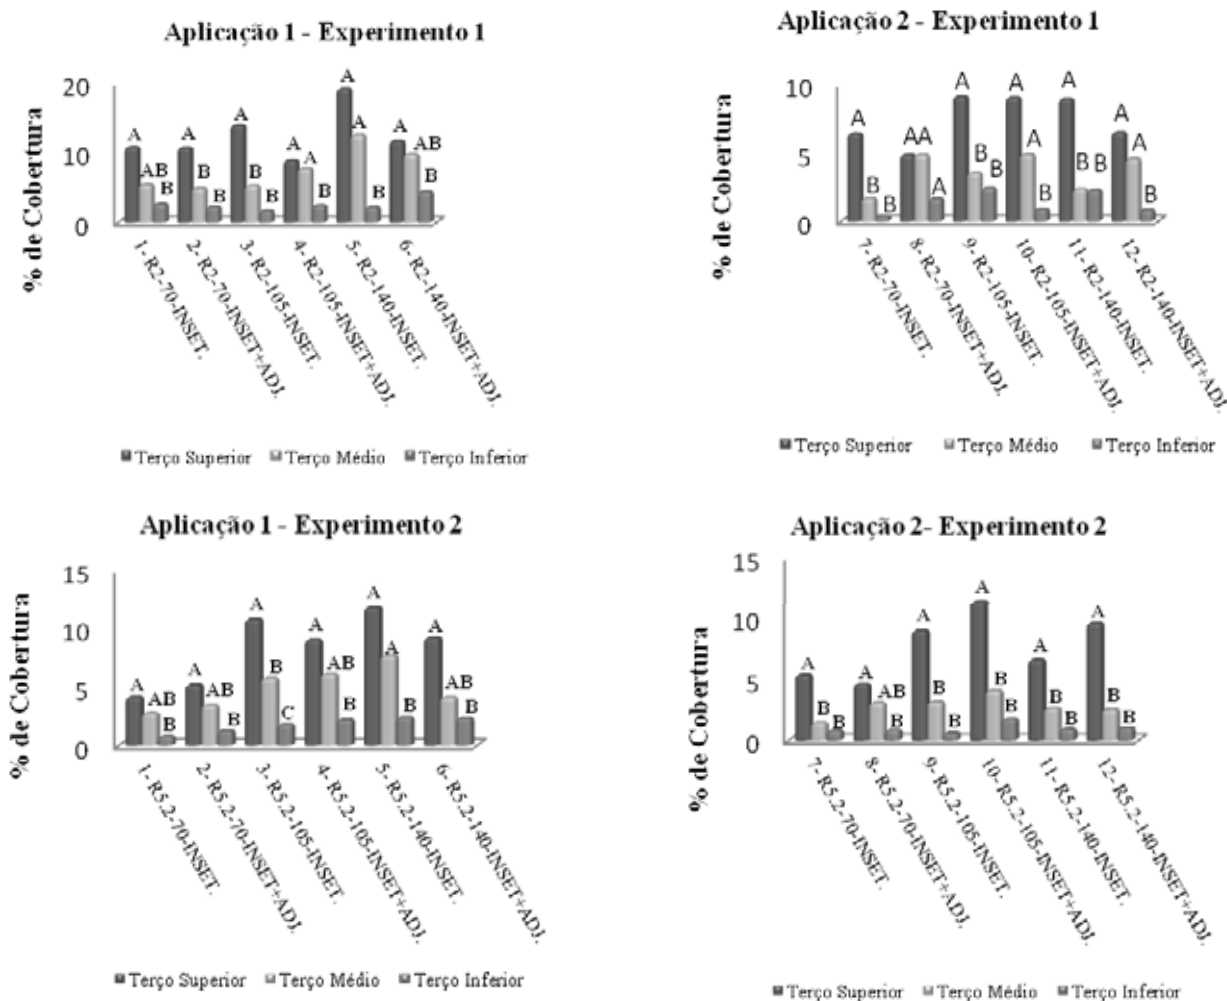 Aplicação 1 - Experimento 1
% de Cobertura
20
10
0
A AB B A B B A B B A A B A A B A AB B
1- R2-70-INSET.
2- R2-70-INSET+ADJ.
3- R2-105-INSET.
4- R2-105-INSET+ADJ.
5- R2-140-INSET.
6- R2-140-INSET+ADJ.
Terço Superior Terço Médio Terço Inferior
Aplicação 2 - Experimento 1
% de Cobertura
10
5
0
A B B A A A A B B A A B A B B A A B
7- R2-70-INSET.
8- R2-70-INSET+ADJ.
9- R2-105-INSET.
10- R2-105-INSET+ADJ.
11- R2-140-INSET.
12- R2-140-INSET+ADJ.
Terço Superior Terço Médio Terço Inferior
Aplicação 1 - Experimento 2
% de Cobertura
15
10
5
0
A AB B A AB B A B C A AB B A A B A AB B
1- R5.2-70-INSET.
2- R5.2-70-INSET+ADJ.
3- R5.2-105-INSET.
4- R5.2-105-INSET+ADJ.
5- R5.2-140-INSET.
6- R5.2-140-INSET+ADJ.
Terço Superior Terço Médio Terço Inferior
Aplicação 2- Experimento 2
% de Cobertura
15
10
5
0
A B B A AB B A B B A B B A B B A B B
7- R5.2-70-INSET.
8- R5.2-70-INSET+ADJ.
9- R5.2-105-INSET.
10- R5.2-105-INSET+ADJ.
11- R5.2-140-INSET.
12- R5.2-140-INSET+ADJ.
Terço Superior Terço Médio Terço Inferior